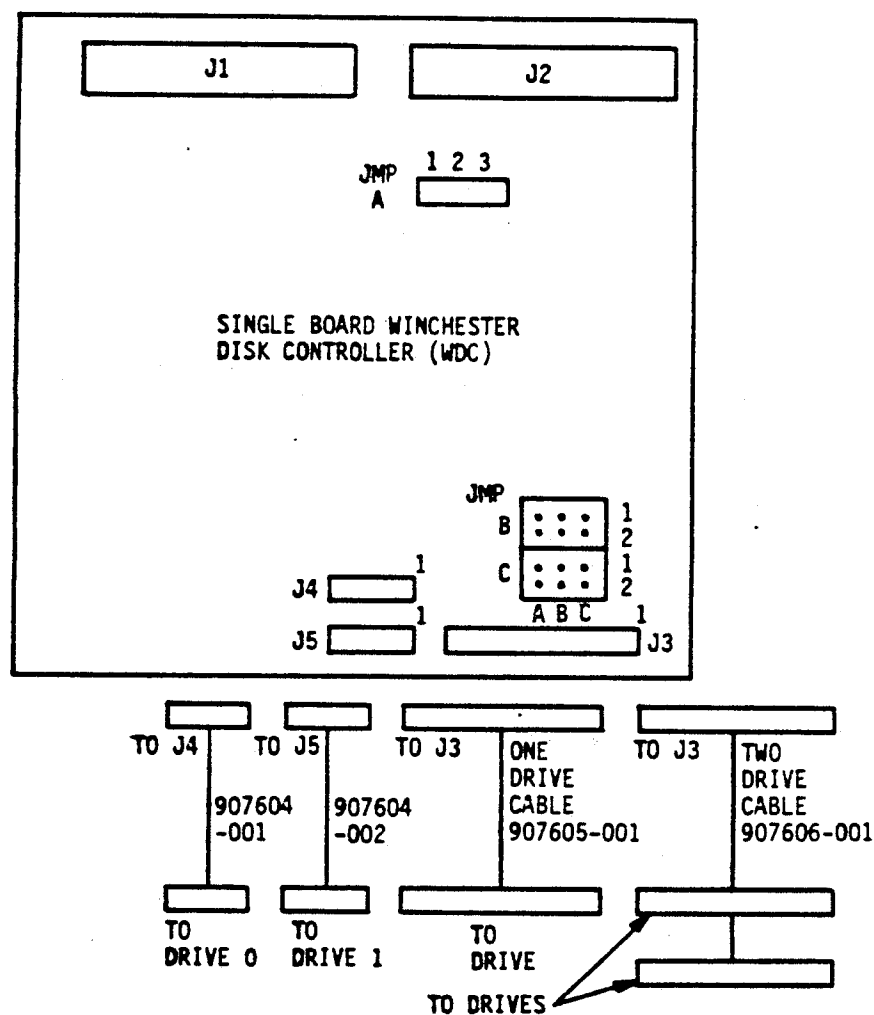 J1
J2
JMP
A
1 2 3
SINGLE BOARD WINCHESTER
DISK CONTROLLER (WDC)
JMP
B
1
2
C
1
2
A B C
J4
1
J5
1
1
J3
TO J4
907604
-001
TO
DRIVE 0
TO J5
907604
-002
TO
DRIVE 1
TO J3
ONE
DRIVE
CABLE
907605-001
TO
DRIVE
TO J3
TWO
DRIVE
CABLE
907606-001
TO DRIVES